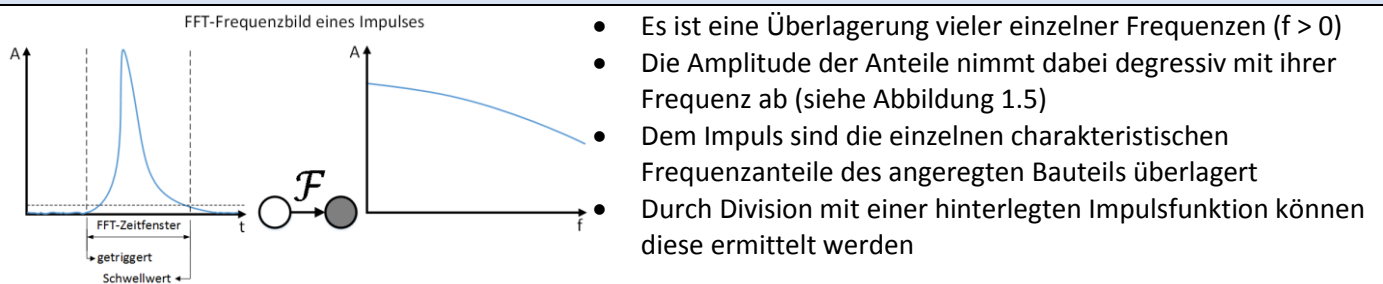 FFT-Frequenzbild eines Impulses
A
A
FFT-Zeitfenster
t
getriggert
Schwellwert
ℱ
f
• Es ist eine Überlagerung vieler einzelner Frequenzen (f > 0)
• Die Amplitude der Anteile nimmt dabei degressiv mit ihrer
Frequenz ab (siehe Abbildung 1.5)
• Dem Impuls sind die einzelnen charakteristischen
Frequenzanteile des angeregten Bauteils überlagert
• Durch Division mit einer hinterlegten Impulsfunktion können
diese ermittelt werden